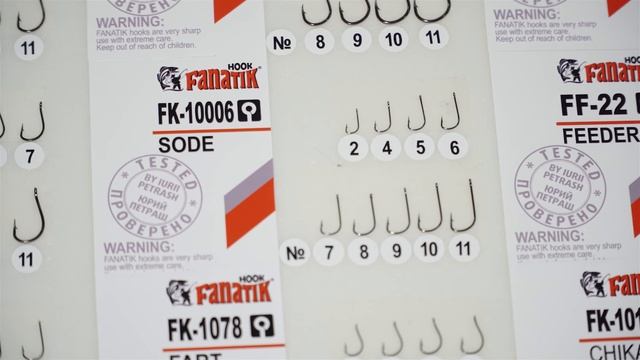 WARNING:
FANATIK hooks are very sharp
use with extreme care.
Keep out of reach of children.
WARNING:
FANATIK hooks are very sharp
use with extreme care.
Keep out of reach of children.
11
№ 8 9 10 11
HOOK
FANATIK
FK-10006
SODE
2 4 5 6
7
TESTED
BY IURII
PETRASH
ЮРИЙ
ПЕТРАШ
ПРОВЕРЕНО
№ 7 8 9 10 11
11
WARNING:
FANATIK hooks are very sharp
use with extreme care.
HOOK
FANATIK
FK-1078
FF-22
FEEDER
TESTED
BY IURII
PETRASH
ЮРИЙ
ПЕТРАШ
ПРОВЕРЕНО
WARNING:
FANATIK hooks are very
use with extreme care.